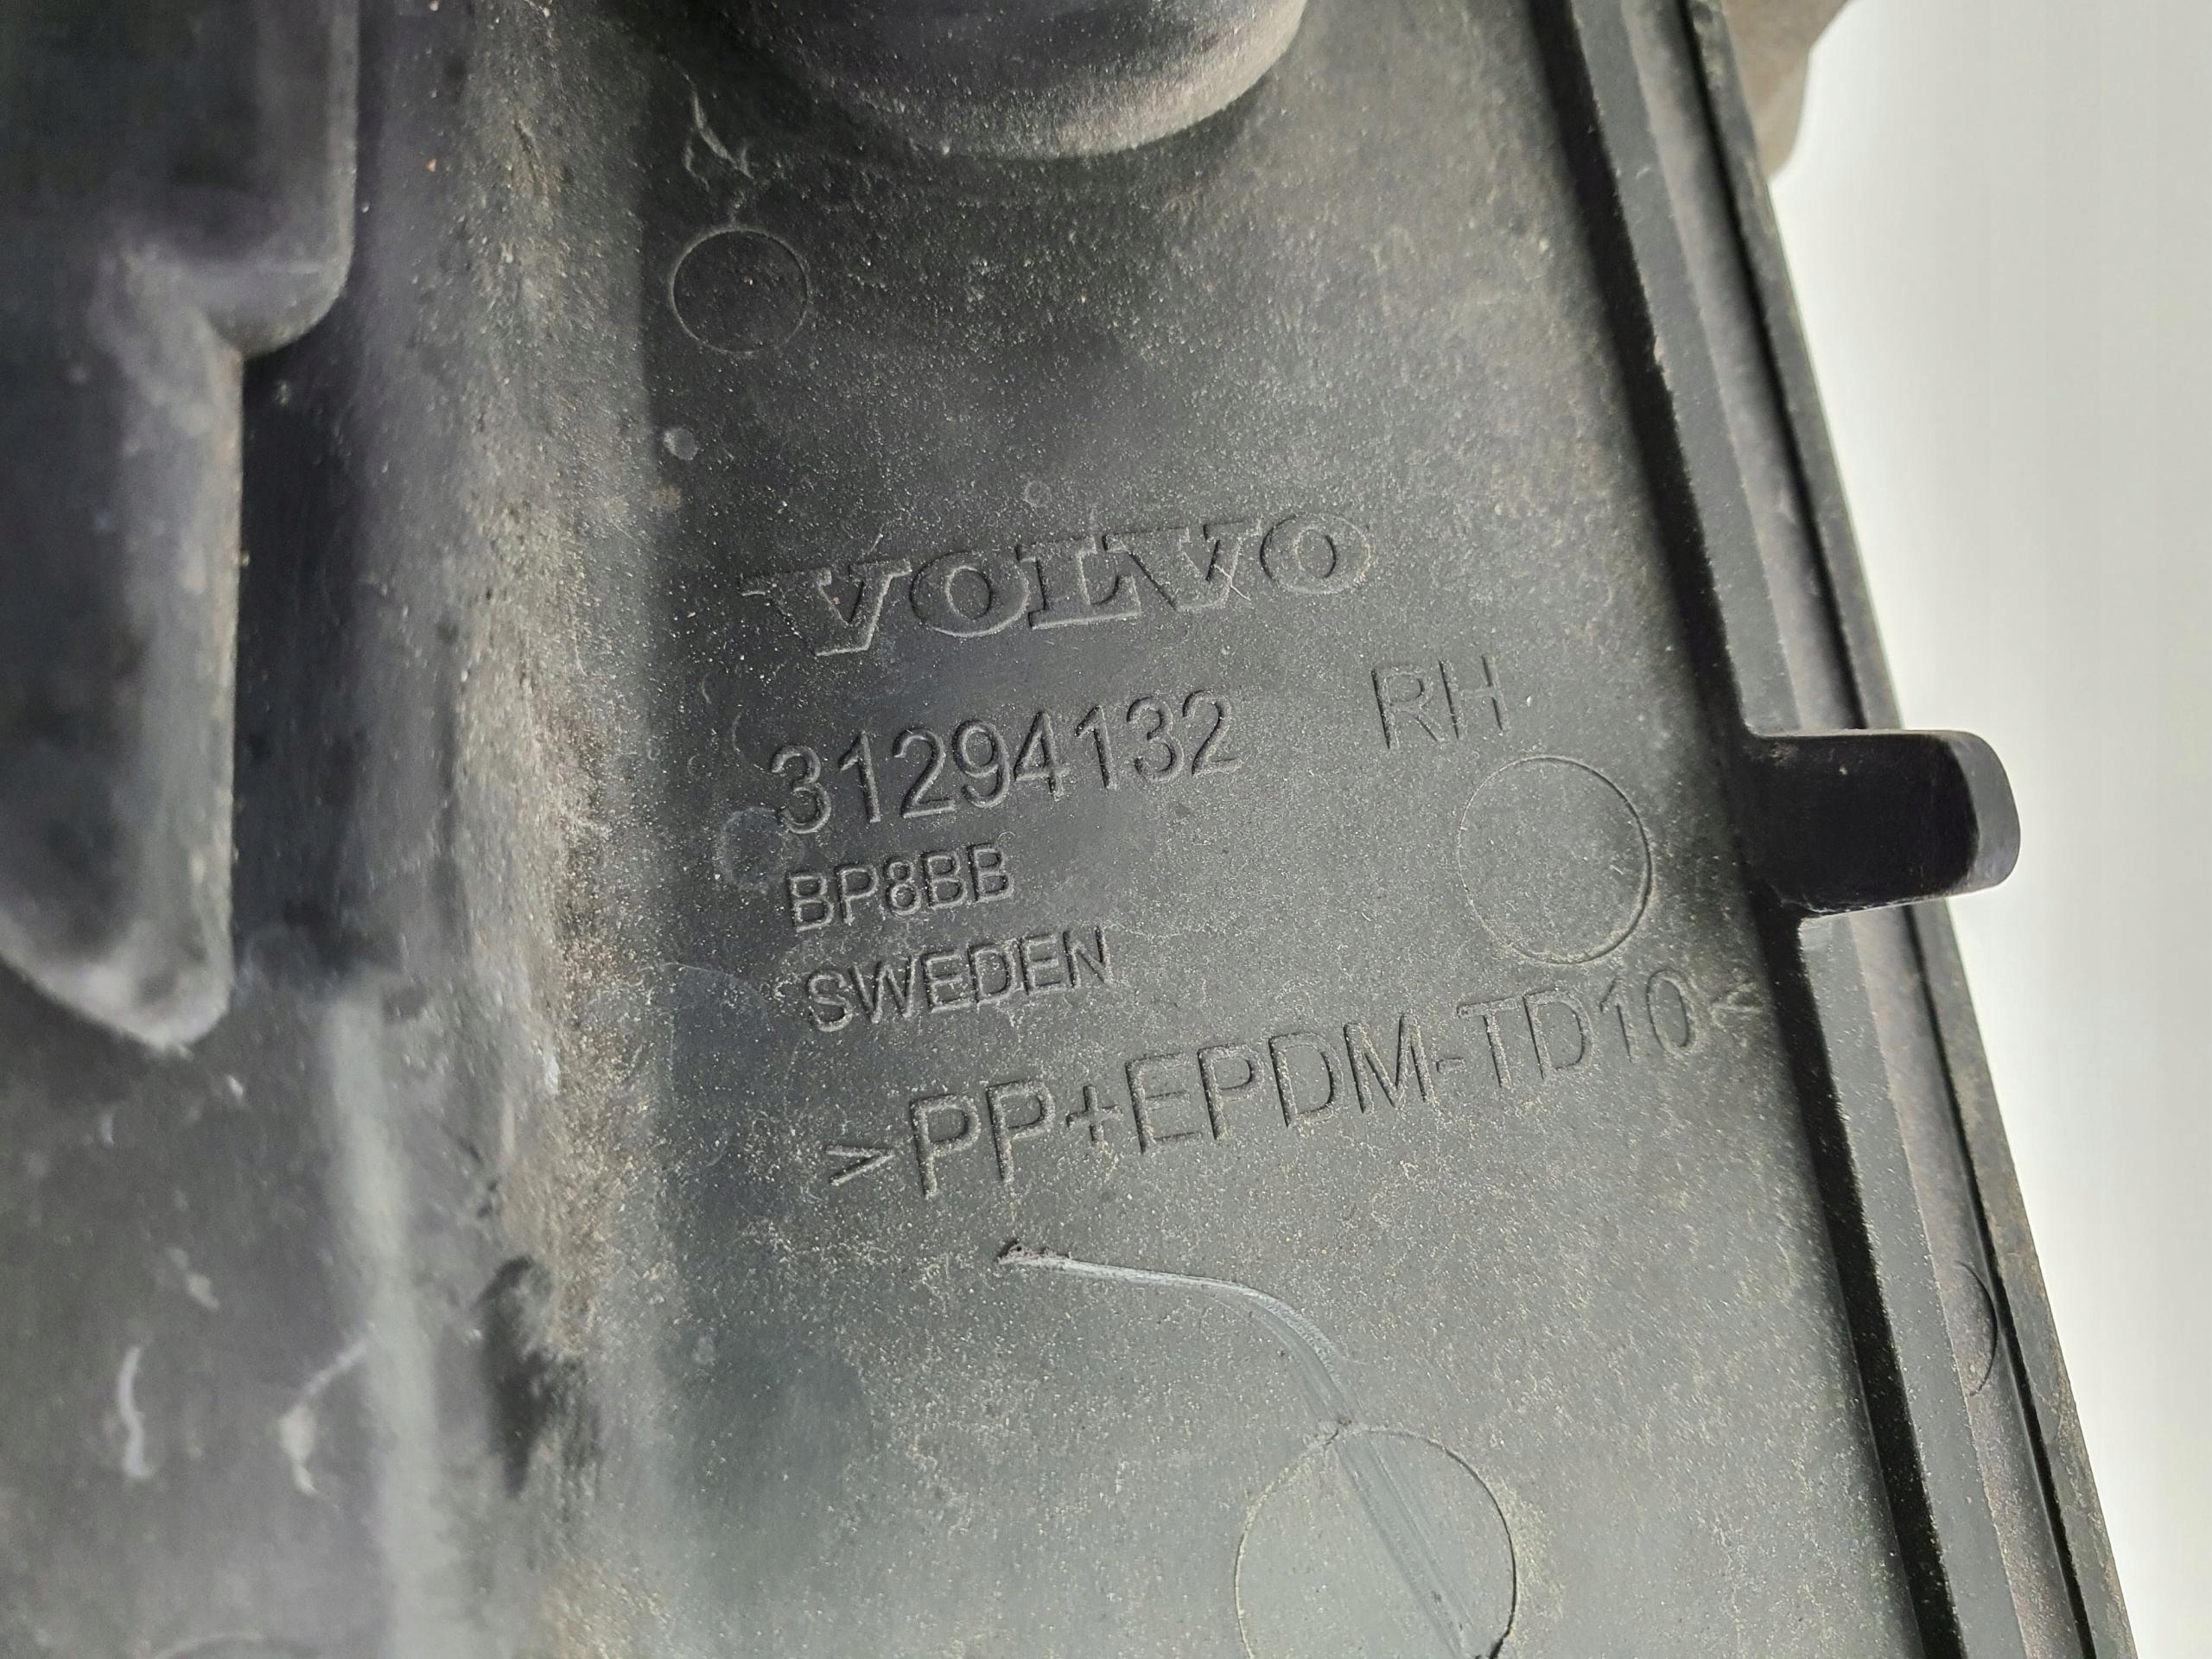 VOLVO
31294132 RH
BP8BB
SWEDEN
>PP+EPDM-TD10<